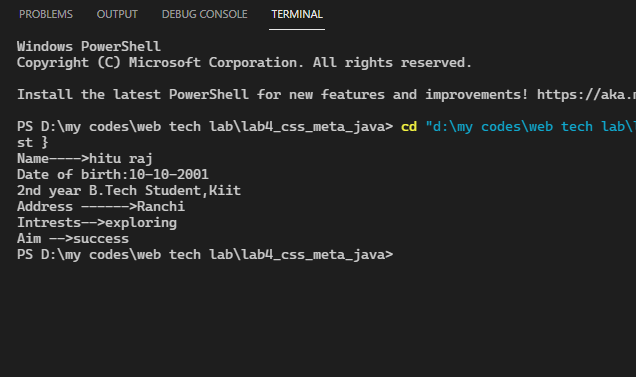 PROBLEMS OUTPUT DEBUG CONSOLE TERMINAL
Windows PowerShell
Copyright (C) Microsoft Corporation. All rights reserved.
Install the latest PowerShell for new features and improvements! https://aka.m
PS D:\my codes\web tech lab\lab4_css_meta_java> cd "d:\my codes\web tech lab\l
st }
Name---->hitu raj
Date of birth:10-10-2001
2nd year B.Tech Student,Kiit
Address ------>Ranchi
Intrests-->exploring
Aim -->success
PS D:\my codes\web tech lab\lab4_css_meta_java>